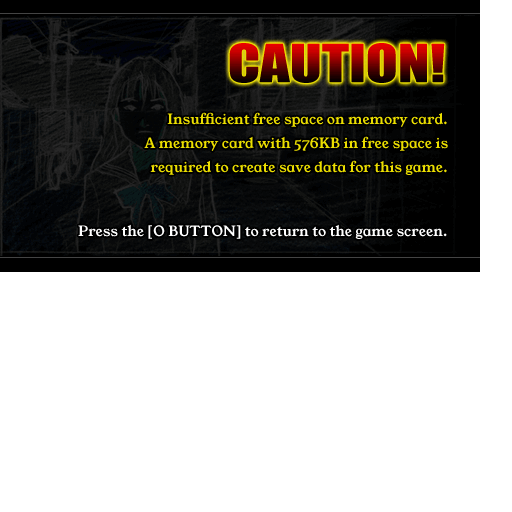 CAUTION!
Insufficient free space on memory card.
A memory card with 576KB in free space is
required to create save data for this game.
Press the [O BUTTON] to return to the game screen.